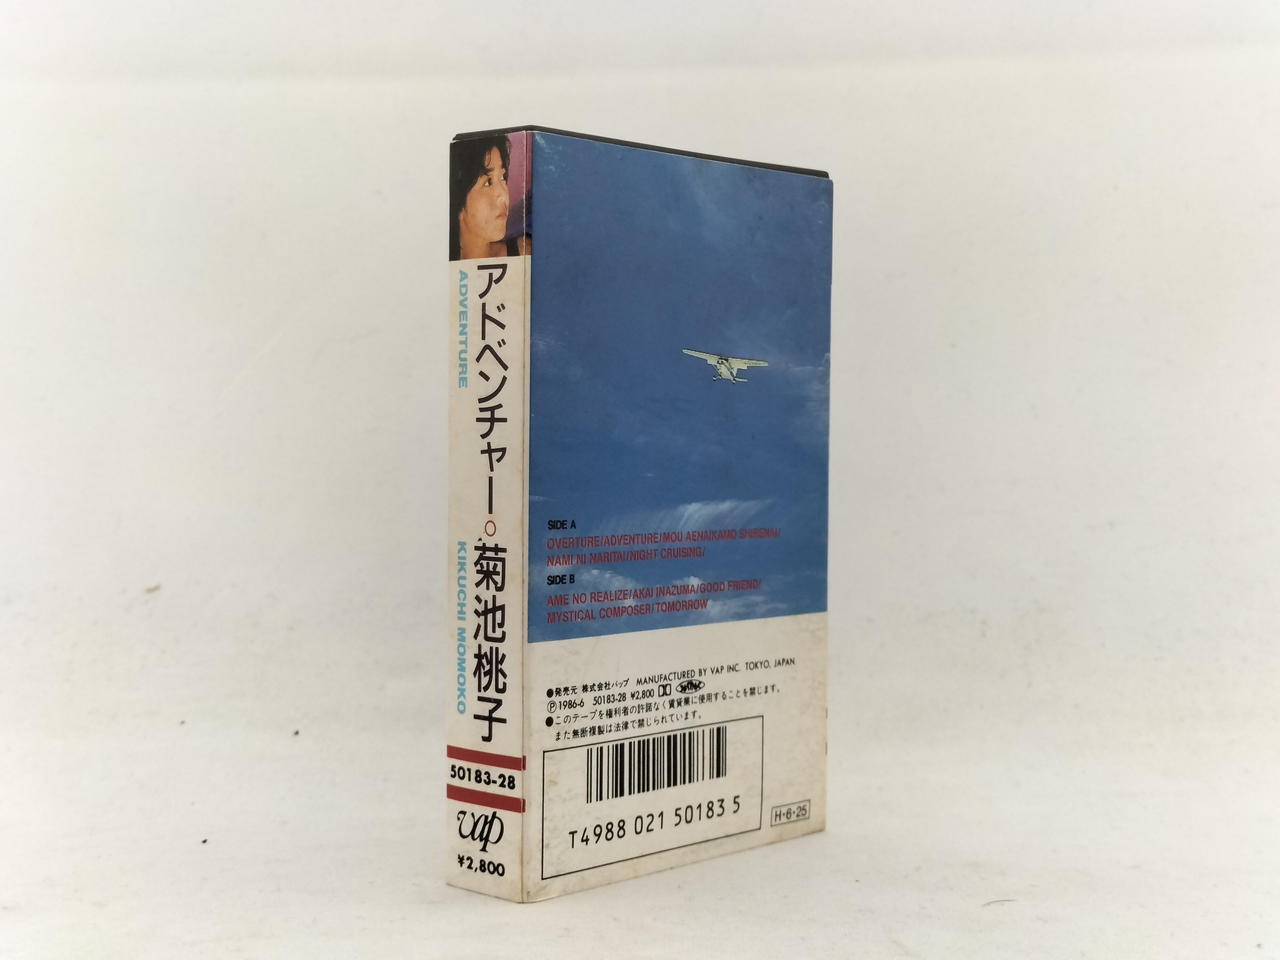 アドベンチャー。菊池桃子
ADVENTURE
KIKUCHI MOMOKO
50183-28
vap
¥2,800
SIDE A
OVERTURE/ADVENTURE/MOU AENAIKAMO SHIRENAI/
NAMI NI NARITAI/NIGHT CRUISING/
SIDE B
AME NO REALIZE/AKAI INAZUMA/GOOD FRIEND/
MYSTICAL COMPOSER/TOMORROW
●発売元 株式会社バップ MANUFACTURED BY VAP INC. TOKYO, JAPAN.
Ⓟ1986-6 50183-28 ¥2,800
●このテープを権利者の許諾なく賃貸業に使用することを禁じます。
また無断複製は法律で禁じられています。
T4988 021 50183 5
H・6・25